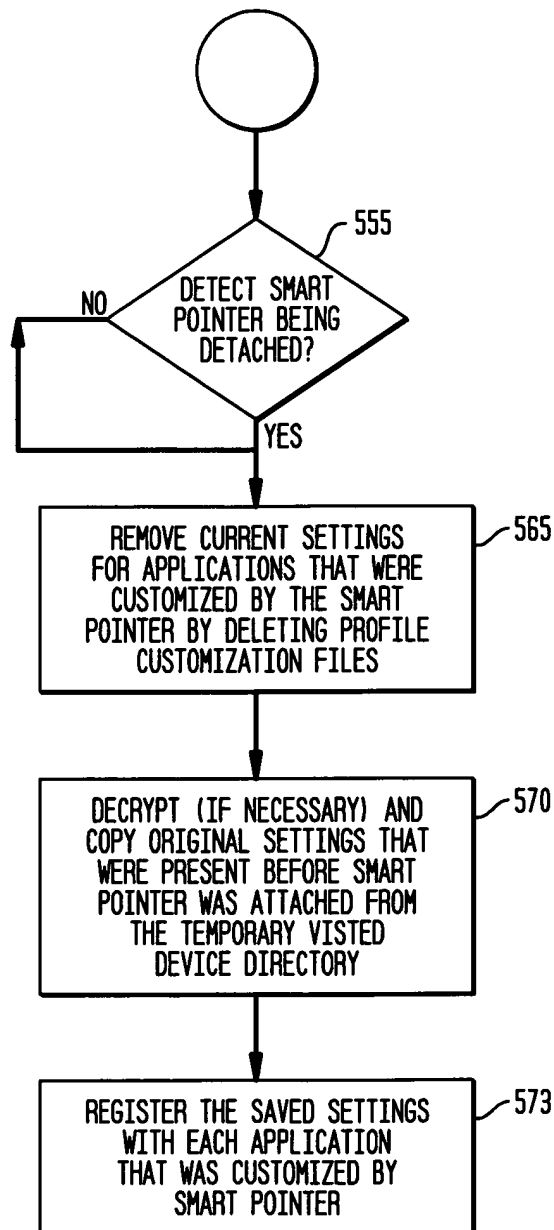 555
DETECT SMART
POINTER BEING
DETACHED?
NO
YES
565
REMOVE CURRENT SETTINGS
FOR APPLICATIONS THAT WERE
CUSTOMIZED BY THE SMART
POINTER BY DELETING PROFILE
CUSTOMIZATION FILES
570
DECRYPT (IF NECESSARY) AND
COPY ORIGINAL SETTINGS THAT
WERE PRESENT BEFORE SMART
POINTER WAS ATTACHED FROM
THE TEMPORARY VISTED
DEVICE DIRECTORY
573
REGISTER THE SAVED SETTINGS
WITH EACH APPLICATION
THAT WAS CUSTOMIZED BY
SMART POINTER